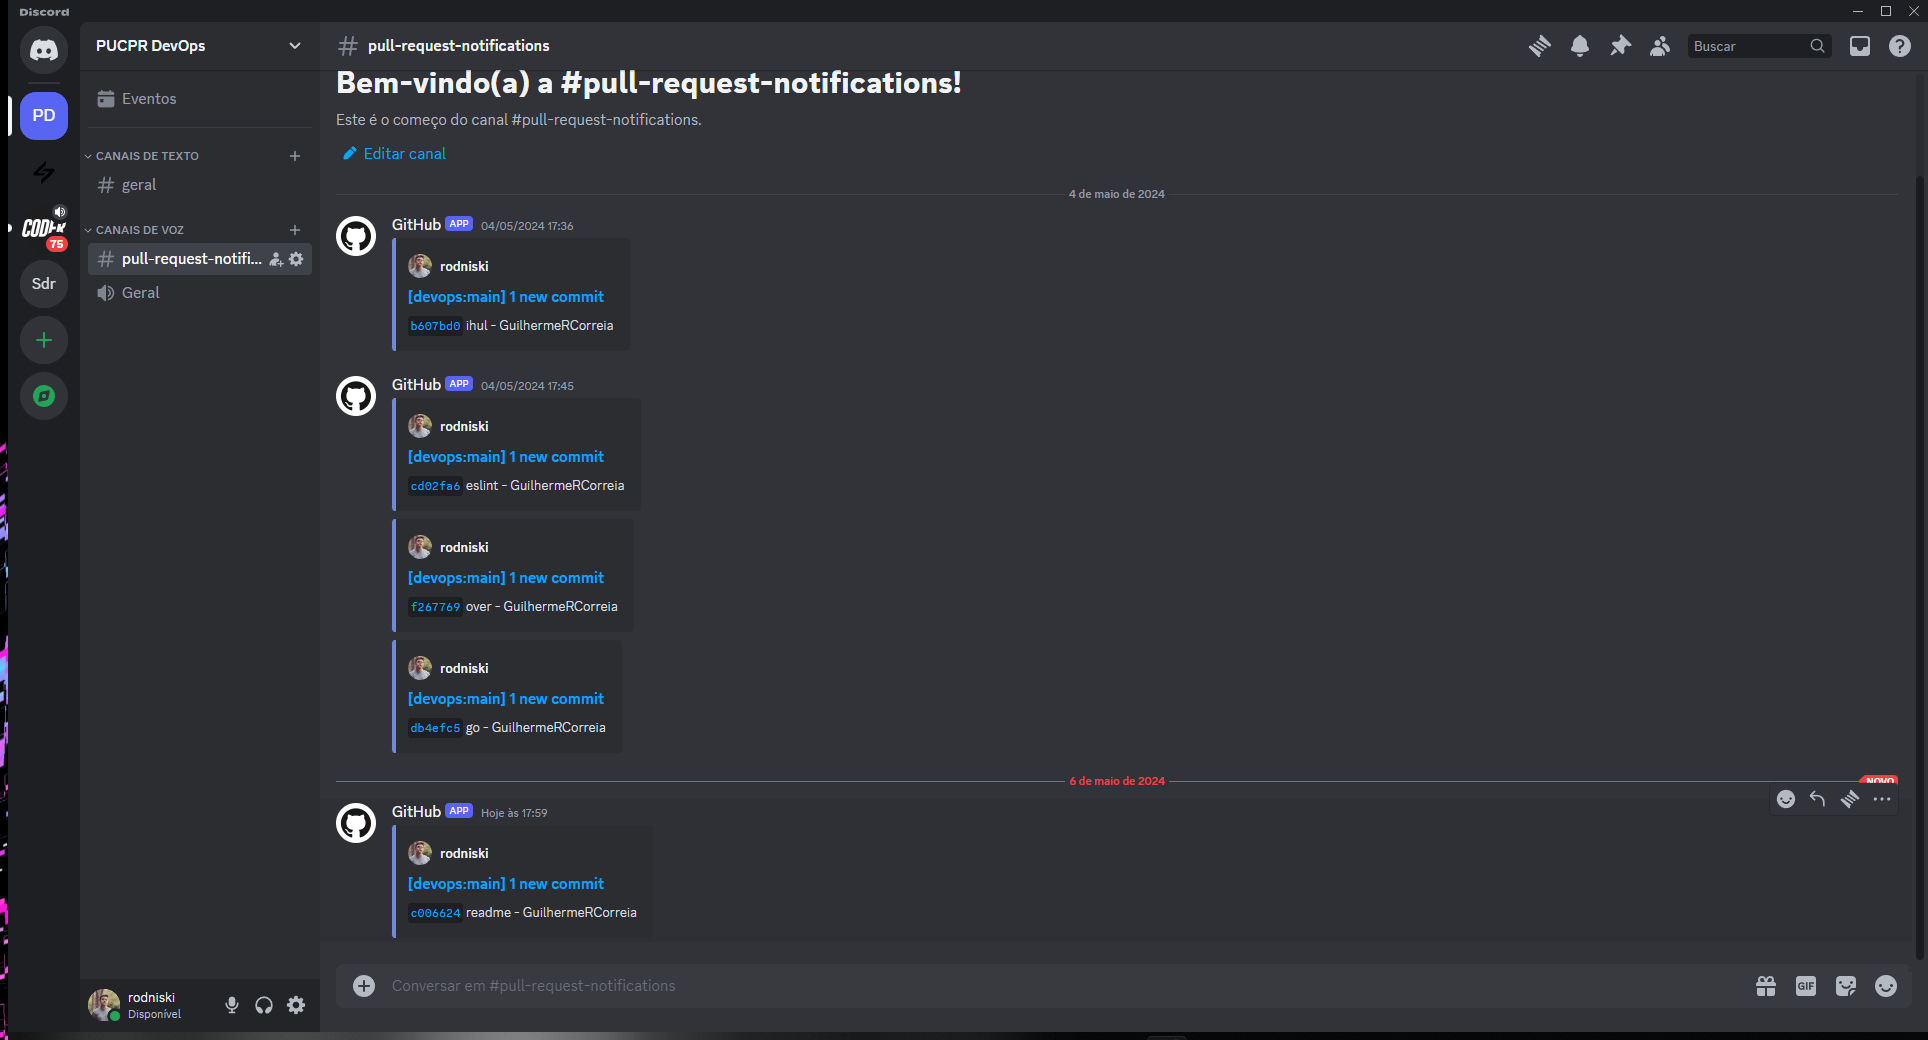 Discord
PUCPR DevOps
pull-request-notifications
Buscar
PD
Eventos
CANAIS DE TEXTO
geral
CODER
75
CANAIS DE VOZ
pull-request-notifi...
Sdr
Geral
Bem-vindo(a) a #pull-request-notifications!
Este é o começo do canal #pull-request-notifications.
Editar canal
4 de maio de 2024
GitHub APP 04/05/2024 17:36
rodniski
[devops:main] 1 new commit
b607bd0 ihul - GuilhermeRCorreia
GitHub APP 04/05/2024 17:45
rodniski
[devops:main] 1 new commit
cd02fa6 eslint - GuilhermeRCorreia
rodniski
[devops:main] 1 new commit
f267769 over - GuilhermeRCorreia
rodniski
[devops:main] 1 new commit
db4efc5 go - GuilhermeRCorreia
6 de maio de 2024
NOVO
GitHub APP Hoje às 17:59
rodniski
[devops:main] 1 new commit
c006624 readme - GuilhermeRCorreia
Conversar em #pull-request-notifications
GIF
rodniski
Disponível